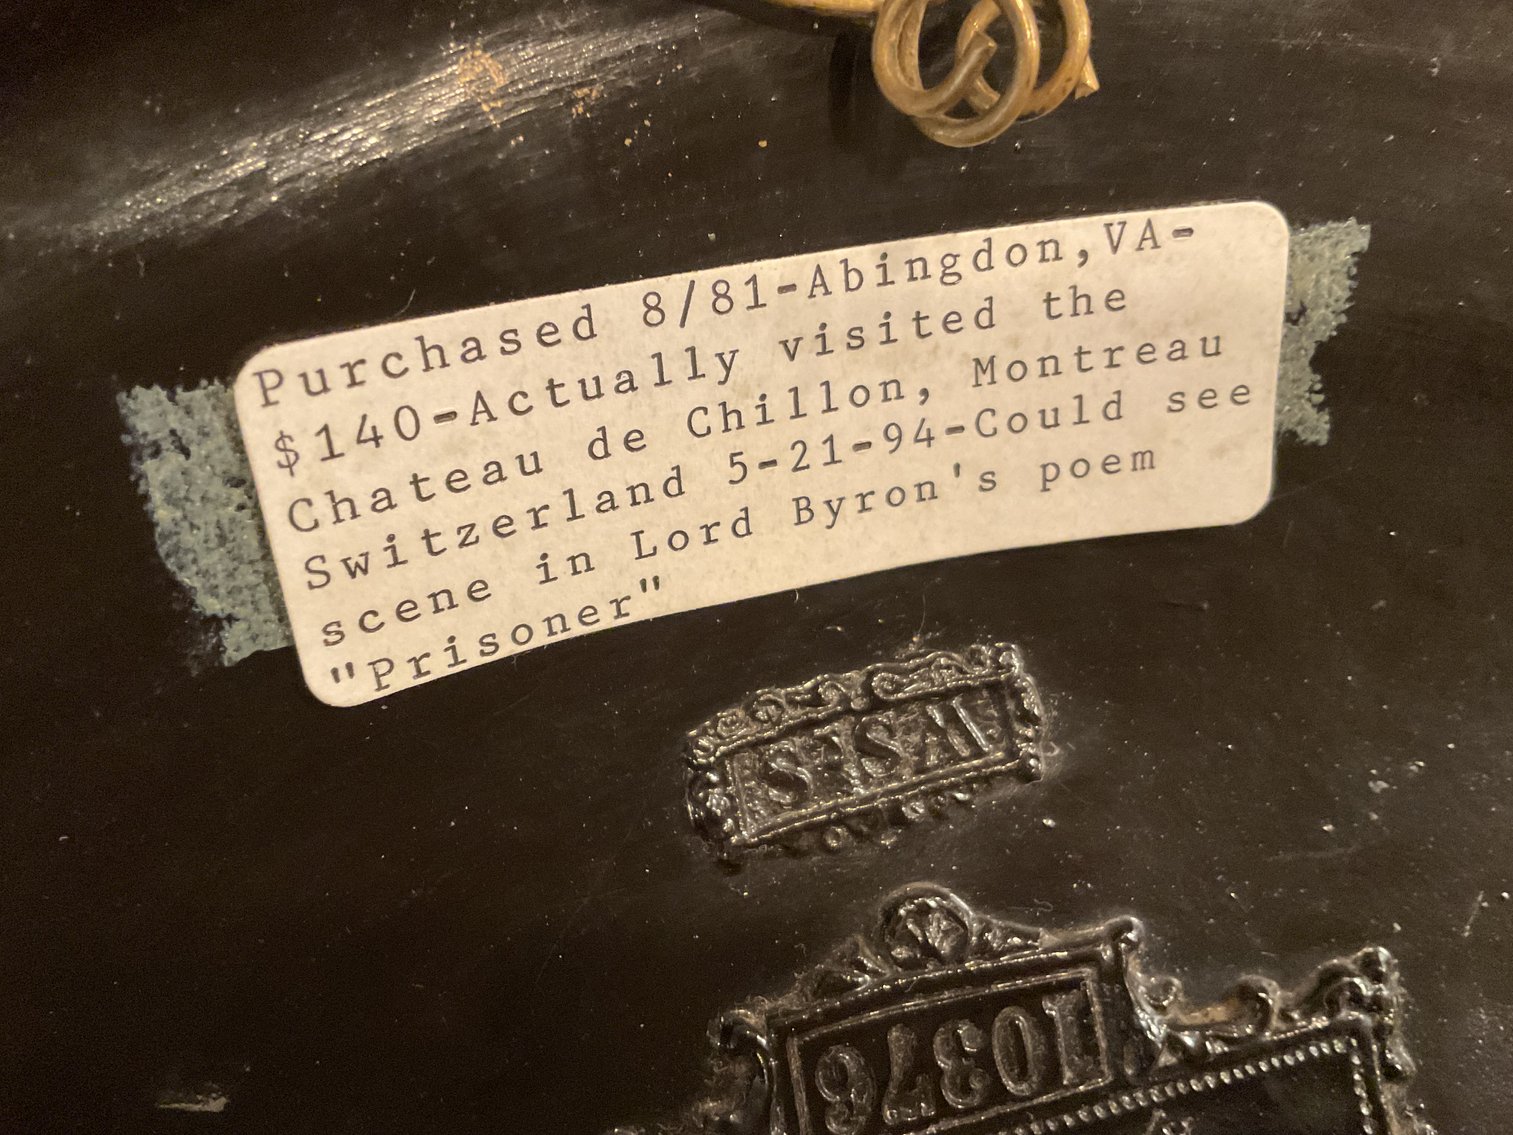 Purchased 8/81-Abingdon,VA-
$140-Actually visited the
Chateau de Chillon, Montreau
Switzerland 5-21-94-Could see
scene in Lord Byron's poem
"Prisoner"
W.S.&S.
10376